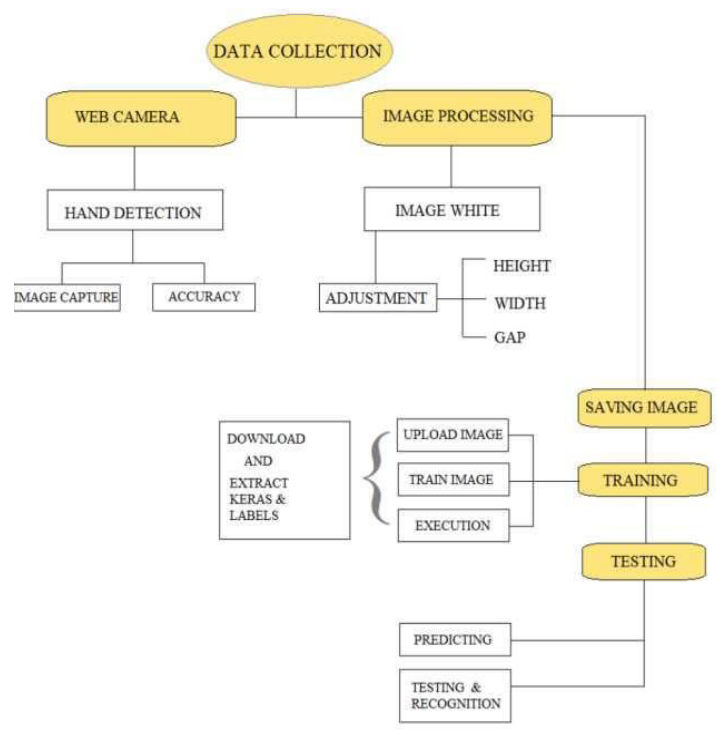 DATA COLLECTION
WEB CAMERA
IMAGE PROCESSING
HAND DETECTION
IMAGE WHITE
IMAGE CAPTURE
ACCURACY
ADJUSTMENT
HEIGHT
WIDTH
GAP
SAVING IMAGE
DOWNLOAD
AND
EXTRACT
KERAS &
LABELS
UPLOAD IMAGE
TRAIN IMAGE
EXECUTION
TRAINING
TESTING
PREDICTING
TESTING &
RECOGNITION